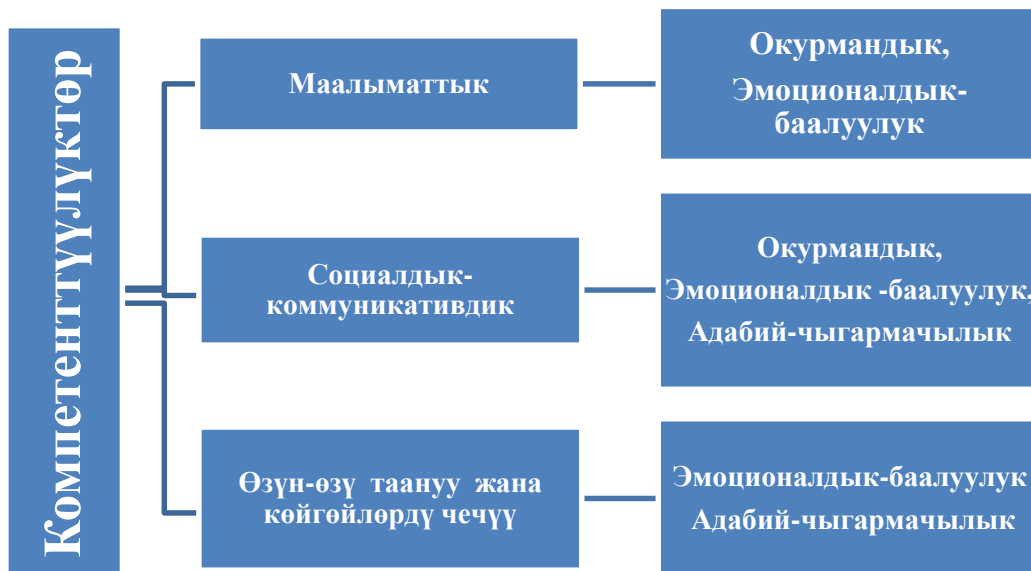 Компетенттүүлүктөр
Маалыматтык
Окурмандык,
Эмоционалдык-
баалуулук
Социалдык-
коммуникативдик
Окурмандык,
Эмоционалдык -баалуулук,
Адабий-чыгармачылык
Өзүн-өзү таануу жана
көйгөйлөрдү чечүү
Эмоционалдык-баалуулук
Адабий-чыгармачылык